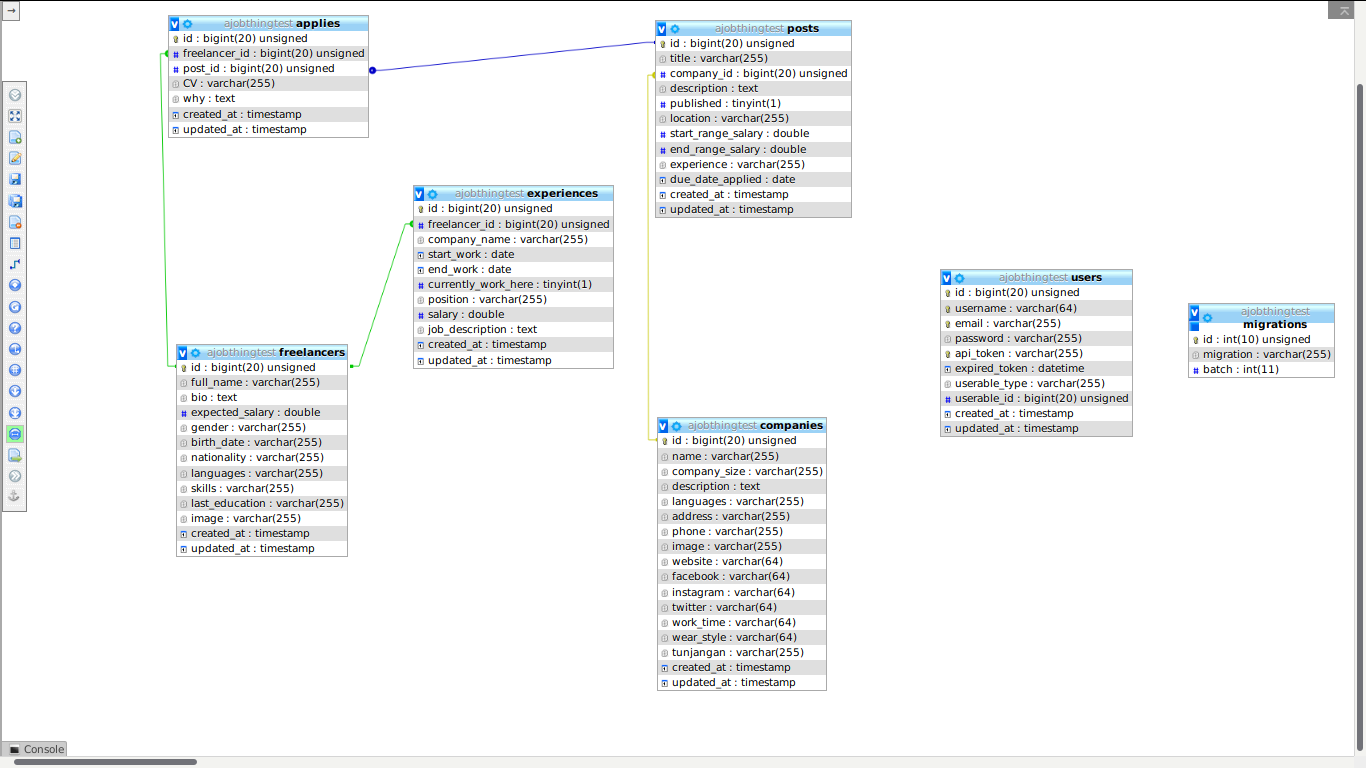 ajobthingtest applies
id : bigint(20) unsigned
freelancer_id : bigint(20) unsigned
post_id : bigint(20) unsigned
CV : varchar(255)
why : text
created_at : timestamp
updated_at : timestamp
ajobthingtest posts
id : bigint(20) unsigned
title : varchar(255)
company_id : bigint(20) unsigned
description : text
published : tinyint(1)
location : varchar(255)
start_range_salary : double
end_range_salary : double
experience : varchar(255)
due_date_applied : date
created_at : timestamp
updated_at : timestamp
ajobthingtest experiences
id : bigint(20) unsigned
freelancer_id : bigint(20) unsigned
company_name : varchar(255)
start_work : date
end_work : date
currently_work_here : tinyint(1)
position : varchar(255)
salary : double
job_description : text
created_at : timestamp
updated_at : timestamp
ajobthingtest users
id : bigint(20) unsigned
username : varchar(64)
email : varchar(255)
password : varchar(255)
api_token : varchar(255)
expired_token : datetime
userable_type : varchar(255)
userable_id : bigint(20) unsigned
created_at : timestamp
updated_at : timestamp
ajobthingtest
migrations
id : int(10) unsigned
migration : varchar(255)
batch : int(11)
ajobthingtest freelancers
id : bigint(20) unsigned
full_name : varchar(255)
bio : text
expected_salary : double
gender : varchar(255)
birth_date : varchar(255)
nationality : varchar(255)
languages : varchar(255)
skills : varchar(255)
last_education : varchar(255)
image : varchar(255)
created_at : timestamp
updated_at : timestamp
ajobthingtest companies
id : bigint(20) unsigned
name : varchar(255)
company_size : varchar(255)
description : text
languages : varchar(255)
address : varchar(255)
phone : varchar(255)
image : varchar(255)
website : varchar(64)
facebook : varchar(64)
instagram : varchar(64)
twitter : varchar(64)
work_time : varchar(64)
wear_style : varchar(64)
tunjangan : varchar(255)
created_at : timestamp
updated_at : timestamp
Console